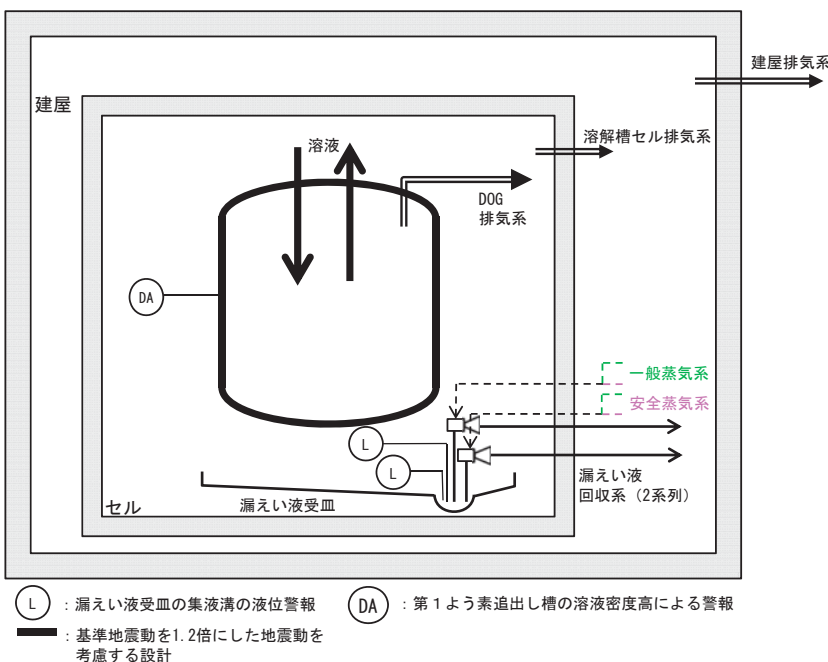 建屋排気系
建屋
溶解槽セル排気系
溶液
DOG
排気系
DA
一般蒸気系
安全蒸気系
L
L
漏えい液
回収系（2系列）
漏えい液受皿
セル
L ：漏えい液受皿の集液溝の液位警報
DA ：第１よう素追出し槽の溶液密度高による警報
：基準地震動を1.2倍にした地震動を
考慮する設計